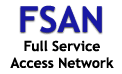 FSAN
Full Service
Access Network